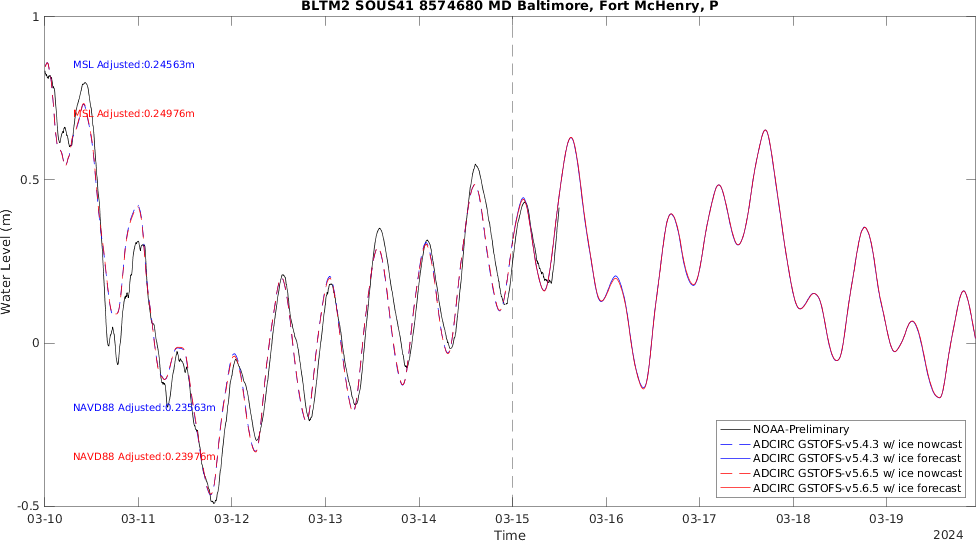 BLTM2 SOUS41 8574680 MD Baltimore, Fort McHenry, P
1
MSL Adjusted:0.24563m
MSL Adjusted:0.24976m
0.5
Water Level (m)
0
NAVD88 Adjusted:0.23563m
NAVD88 Adjusted:0.23976m
NOAA-Preliminary
ADCIRC GSTOFS-v5.4.3 w/ ice nowcast
ADCIRC GSTOFS-v5.4.3 w/ ice forecast
ADCIRC GSTOFS-v5.6.5 w/ ice nowcast
ADCIRC GSTOFS-v5.6.5 w/ ice forecast
-0.5
03-10 03-11 03-12 03-13 03-14 03-15 03-16 03-17 03-18 03-19
Time
2024